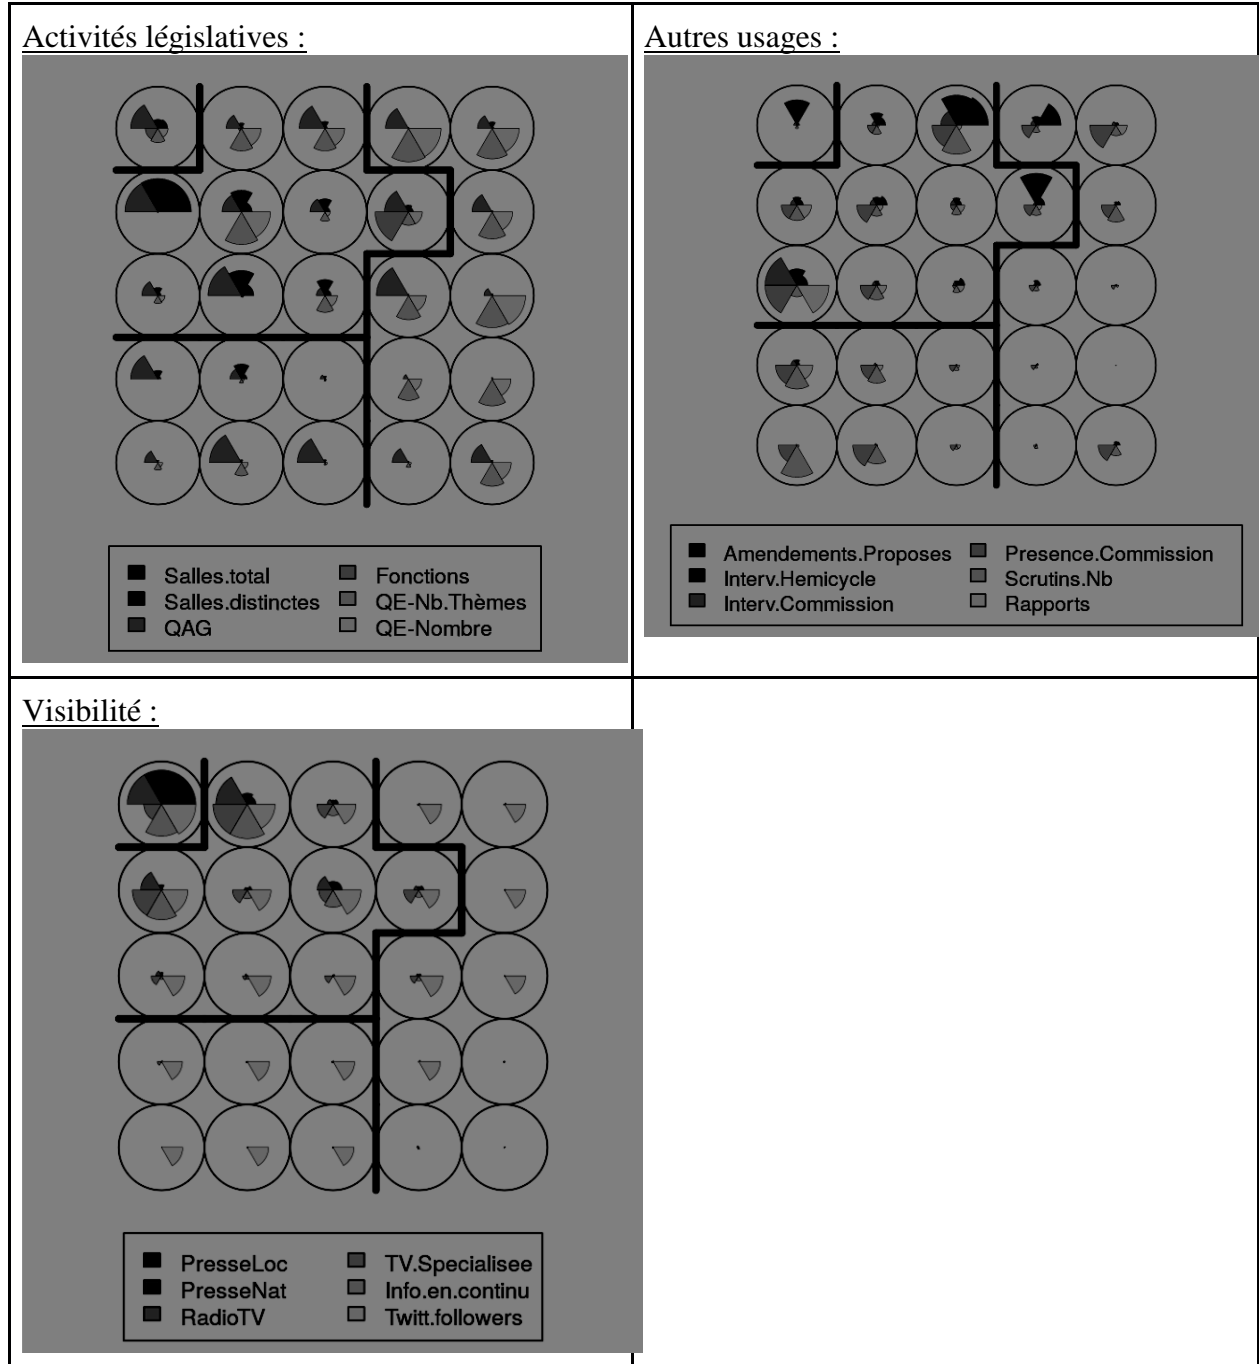 Activités législatives :
Salles.total
Salles.distinctes
QAG
Fonctions
QE-Nb.Thèmes
QE-Nombre
Autres usages :
Amendements.Proposes
Interv.Hemicycle
Interv.Commission
Presence.Commission
Scrutins.Nb
Rapports
Visibilité :
PresseLoc
PresseNat
RadioTV
TV.Specialisee
Info.en.continu
Twitt.followers